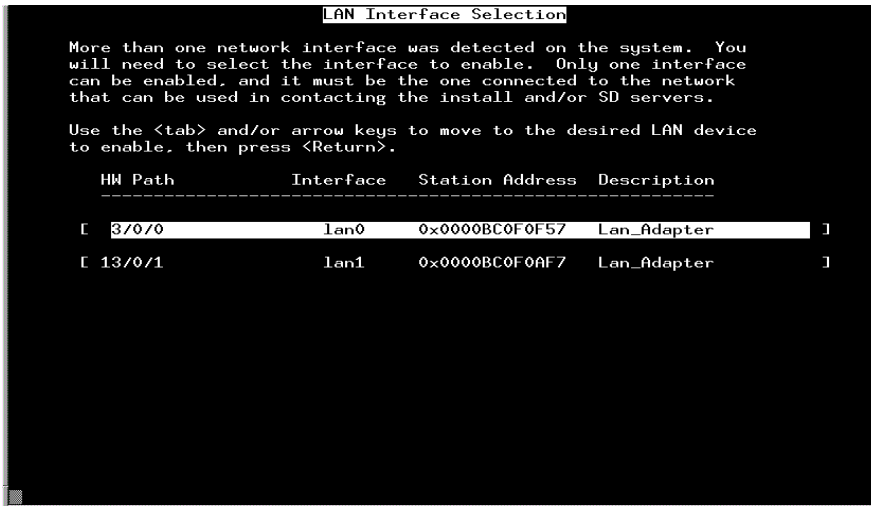 LAN Interface Selection
More than one network interface was detected on the system.  You
will need to select the interface to enable.  Only one interface
can be enabled, and it must be the one connected to the network
that can be used in contacting the install and/or SD servers.
Use the <tab> and/or arrow keys to move to the desired LAN device
to enable, then press <Return>.
HW Path Interface Station Address Description
----------------------------------------------------------
[ 3/0/0 lan0 0x0000BC0F0F57 Lan_Adapter ]
[ 13/0/1 lan1 0x0000BC0F0AF7 Lan_Adapter ]